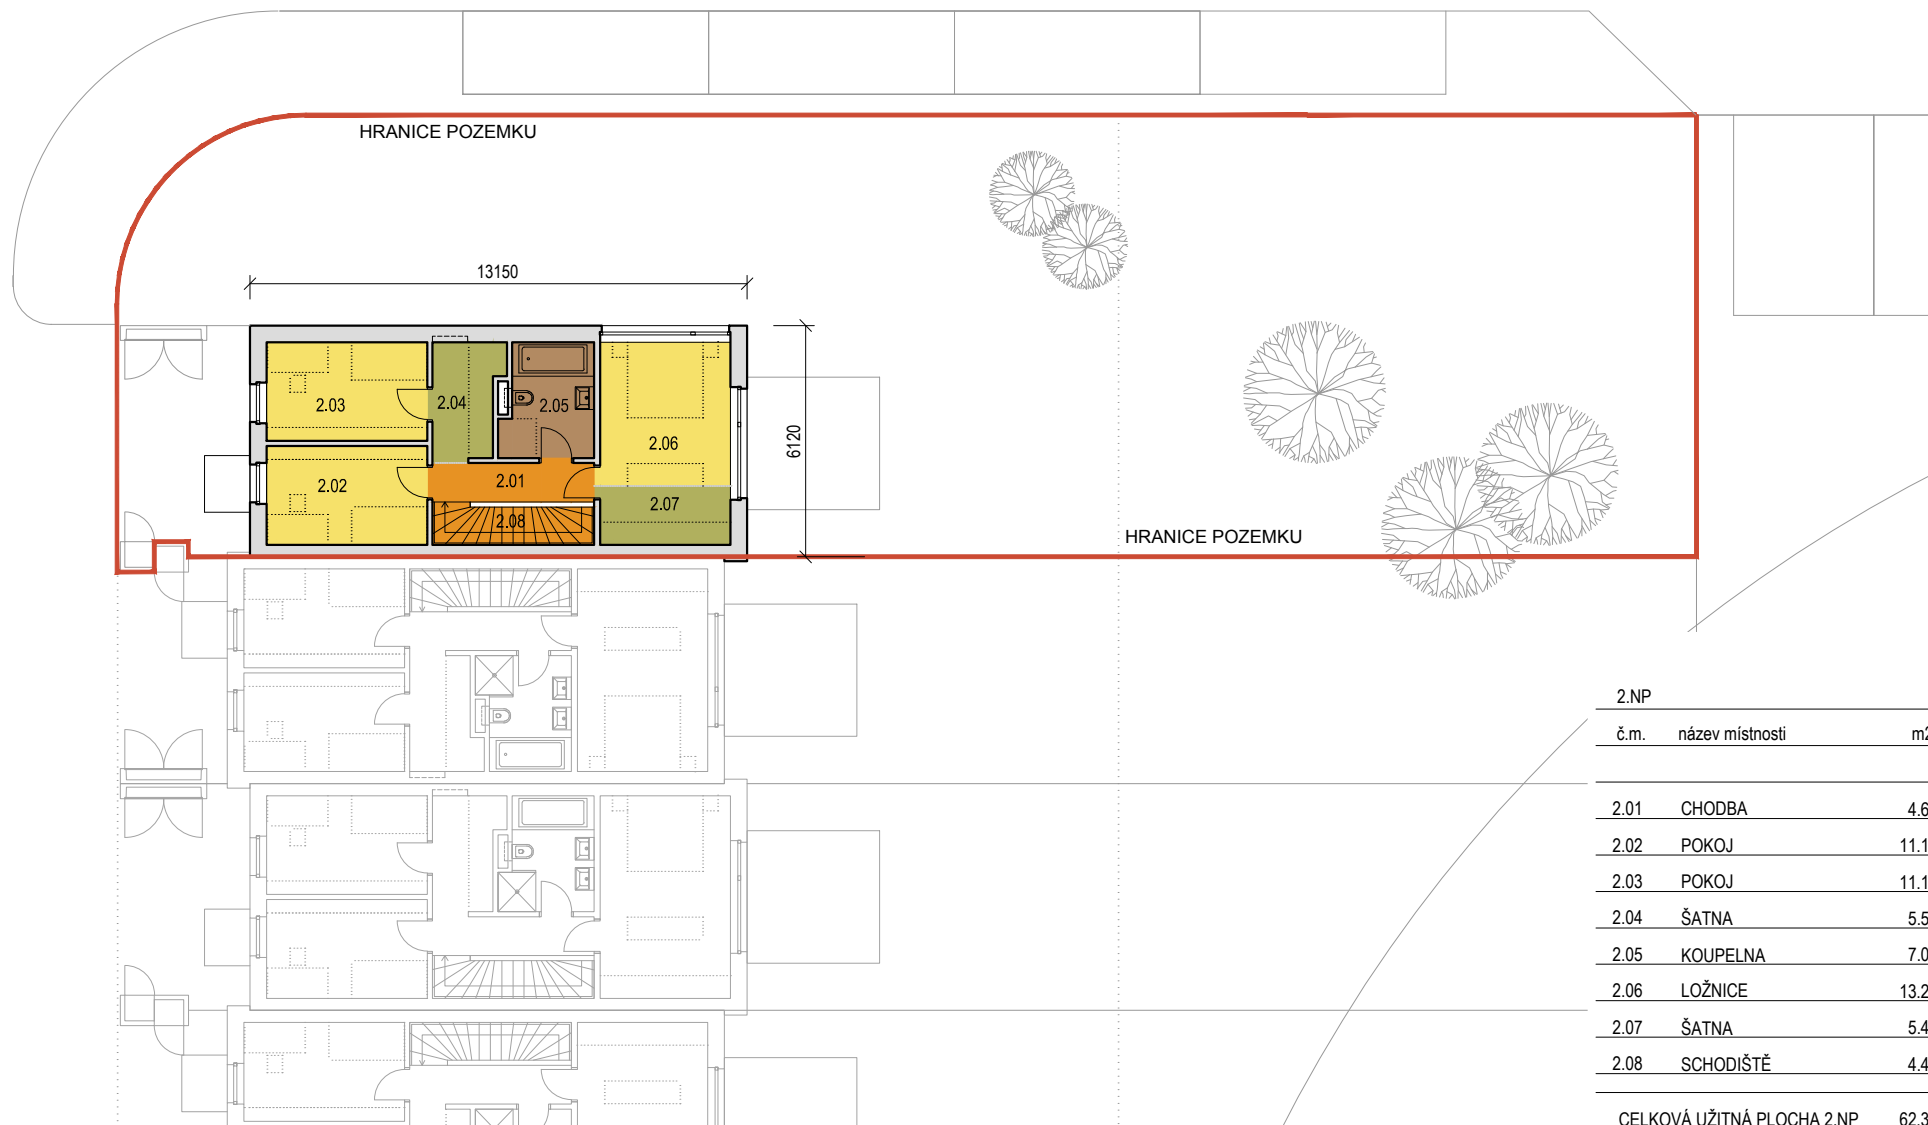 HRANICE POZEMKU
13150
6120
2.03
2.04
2.05
2.06
2.02
2.01
2.07
2.08
HRANICE POZEMKU
2.NP
č.m. název místnosti m2
2.01 CHODBA 4.6
2.02 POKOJ 11.1
2.03 POKOJ 11.1
2.04 ŠATNA 5.5
2.05 KOUPELNA 7.0
2.06 LOŽNICE 13.2
2.07 ŠATNA 5.4
2.08 SCHODIŠTĚ 4.4
CELKOVÁ UŽITNÁ PLOCHA 2.NP 62.3